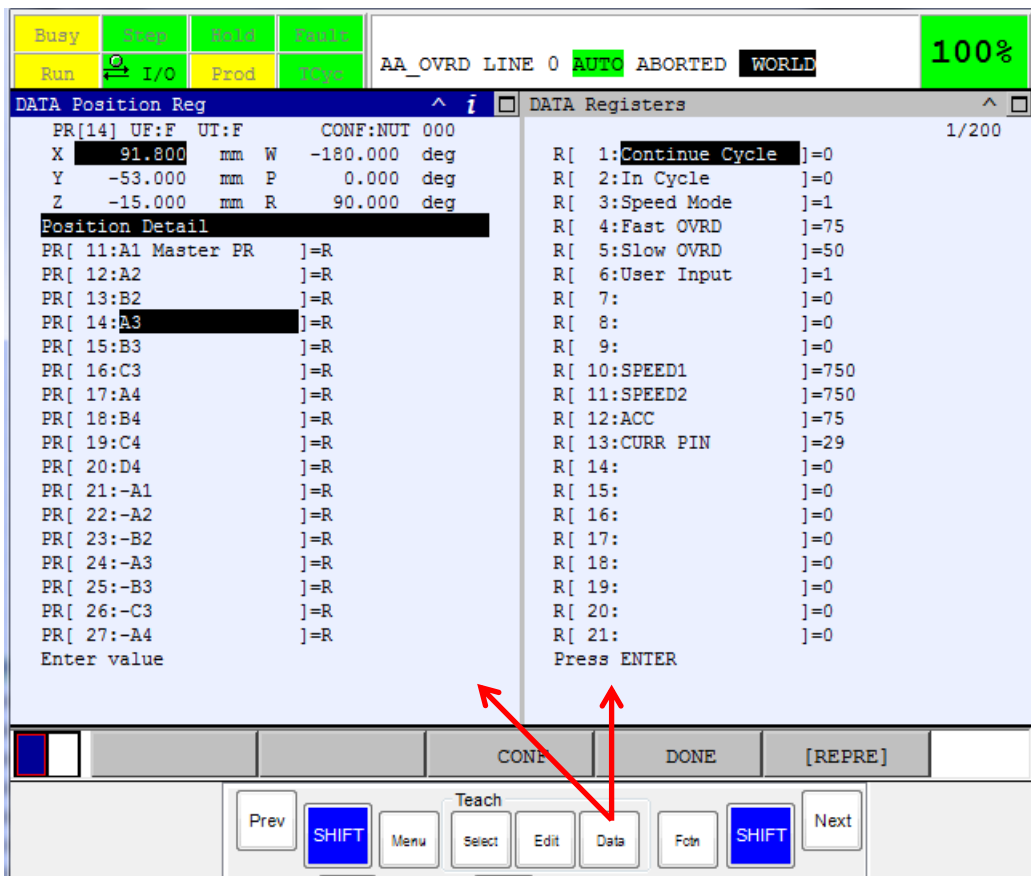 Busy Step Hold Fault
Run I/O Prod TCyc
AA_OVRD LINE 0 AUTO ABORTED WORLD
100%
DATA Position Reg
PR[14] UF:F UT:F CONF:NUT 000
X 91.800 mm W -180.000 deg
Y -53.000 mm P 0.000 deg
Z -15.000 mm R 90.000 deg
Position Detail
PR[ 11:A1 Master PR ]=R
PR[ 12:A2 ]=R
PR[ 13:B2 ]=R
PR[ 14:A3 ]=R
PR[ 15:B3 ]=R
PR[ 16:C3 ]=R
PR[ 17:A4 ]=R
PR[ 18:B4 ]=R
PR[ 19:C4 ]=R
PR[ 20:D4 ]=R
PR[ 21:-A1 ]=R
PR[ 22:-A2 ]=R
PR[ 23:-B2 ]=R
PR[ 24:-A3 ]=R
PR[ 25:-B3 ]=R
PR[ 26:-C3 ]=R
PR[ 27:-A4 ]=R
Enter value
DATA Registers
1/200
R[ 1:Continue Cycle ]=0
R[ 2:In Cycle ]=0
R[ 3:Speed Mode ]=1
R[ 4:Fast OVRD ]=75
R[ 5:Slow OVRD ]=50
R[ 6:User Input ]=1
R[ 7: ]=0
R[ 8: ]=0
R[ 9: ]=0
R[ 10:SPEED1 ]=750
R[ 11:SPEED2 ]=750
R[ 12:ACC ]=75
R[ 13:CURR PIN ]=29
R[ 14: ]=0
R[ 15: ]=0
R[ 16: ]=0
R[ 17: ]=0
R[ 18: ]=0
R[ 19: ]=0
R[ 20: ]=0
R[ 21: ]=0
Press ENTER
CONF DONE [REPRE]
Teach
Prev SHIFT Menu Select Edit Data Fctn SHIFT Next